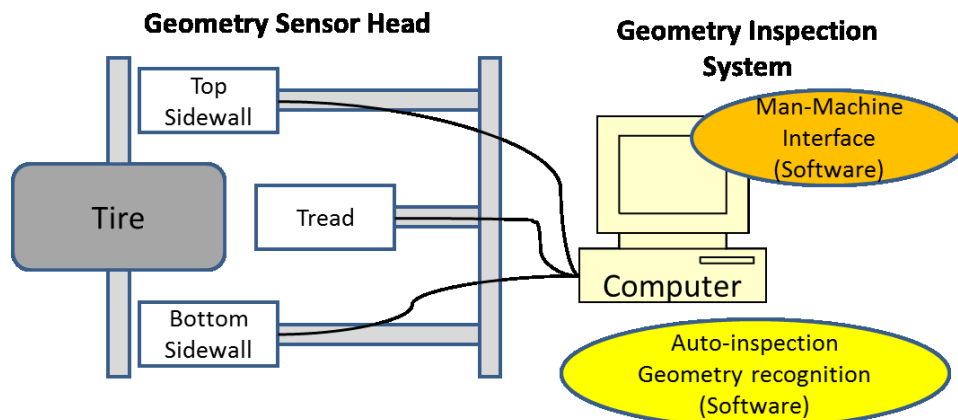 Geometry Sensor Head
Geometry Inspection
System
Top
Sidewall
Man-Machine
Interface
(Software)
Tire
Tread
Computer
Bottom
Sidewall
Auto-inspection
Geometry recognition
(Software)